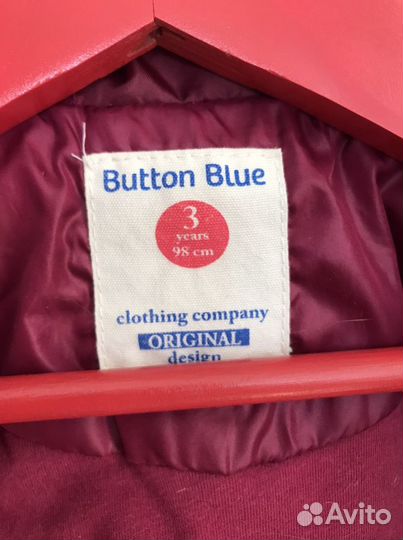 Button Blue
3
years
98 cm
clothing company
ORIGINAL
design
Avito